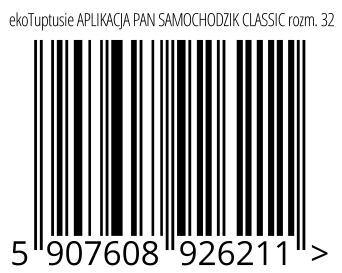 ekoTuptusie APLIKACJA PAN SAMOCHODZIK CLASSIC rozm. 32
5 907608 926211 >